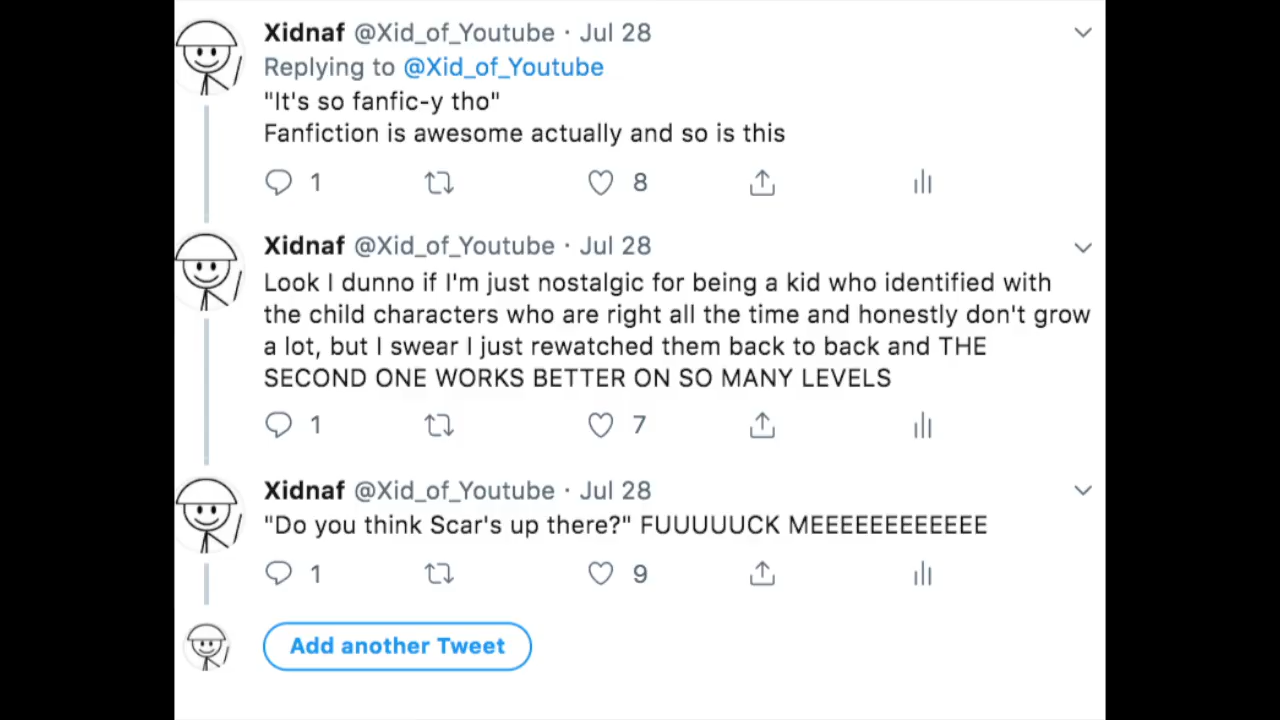 Xidnaf @Xid_of_Youtube · Jul 28
Replying to @Xid_of_Youtube
"It's so fanfic-y tho"
Fanfiction is awesome actually and so is this
1 8
Xidnaf @Xid_of_Youtube · Jul 28
Look I dunno if I'm just nostalgic for being a kid who identified with
the child characters who are right all the time and honestly don't grow
a lot, but I swear I just rewatched them back to back and THE
SECOND ONE WORKS BETTER ON SO MANY LEVELS
1 7
Xidnaf @Xid_of_Youtube · Jul 28
"Do you think Scar's up there?" FUUUUUCK MEEEEEEEEEEEE
1 9
Add another Tweet